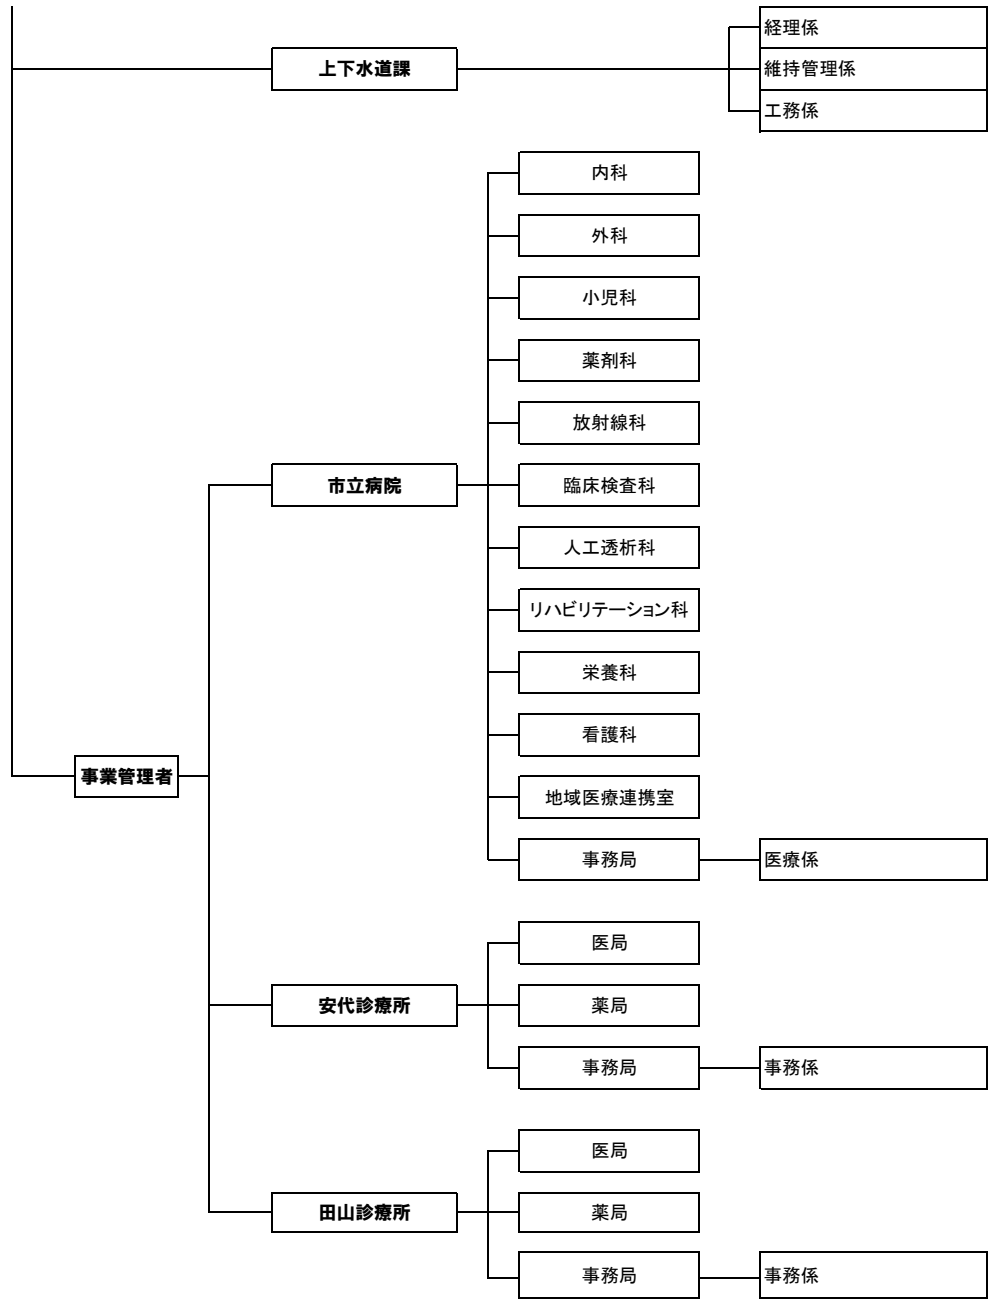 経理係
上下水道課
維持管理係
工務係
内科
外科
小児科
薬剤科
放射線科
市立病院
臨床検査科
人工透析科
リハビリテーション科
栄養科
看護科
事業管理者
地域医療連携室
事務局
医療係
医局
安代診療所
薬局
事務局
事務係
医局
田山診療所
薬局
事務局
事務係